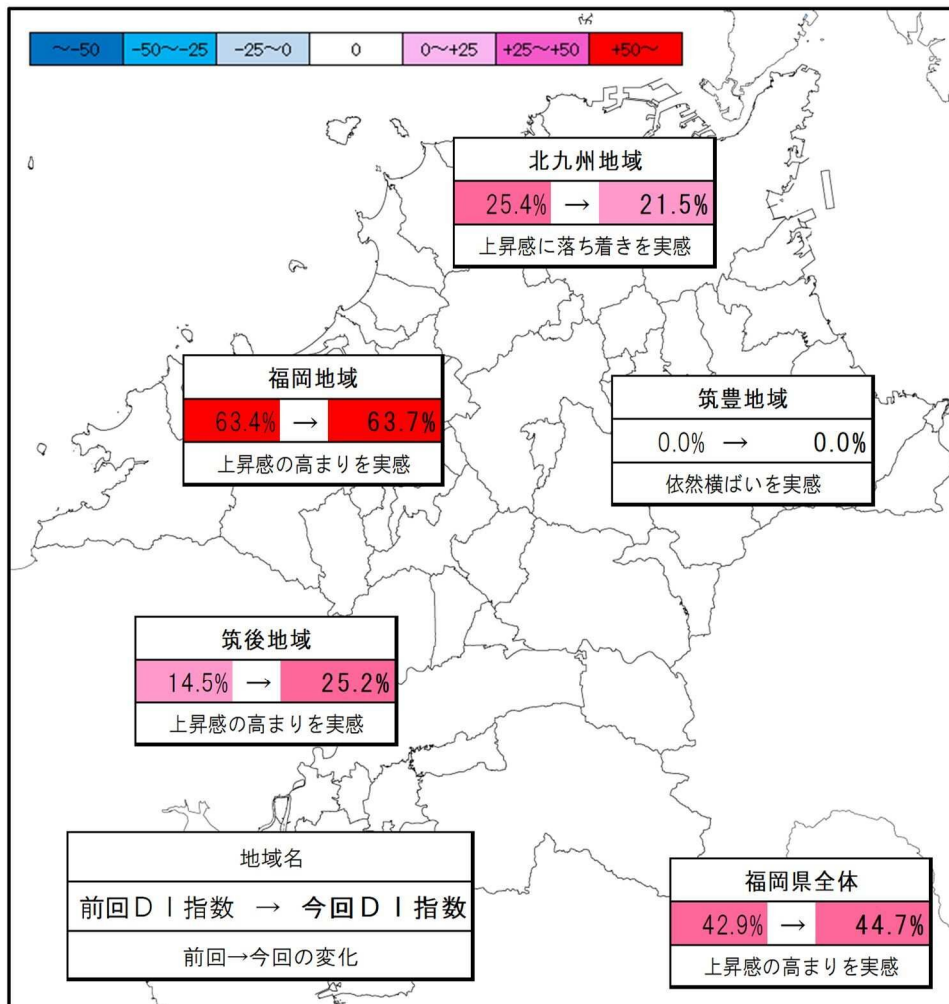 ～-50 -50～-25 -25～0 0 0～+25 +25～+50 +50～
北九州地域
25.4% → 21.5%
上昇感に落ち着きを実感
福岡地域
63.4% → 63.7%
上昇感の高まりを実感
筑豊地域
0.0% → 0.0%
依然横ばいを実感
筑後地域
14.5% → 25.2%
上昇感の高まりを実感
地域名
前回ＤＩ指数 → 今回ＤＩ指数
前回→今回の変化
福岡県全体
42.9% → 44.7%
上昇感の高まりを実感